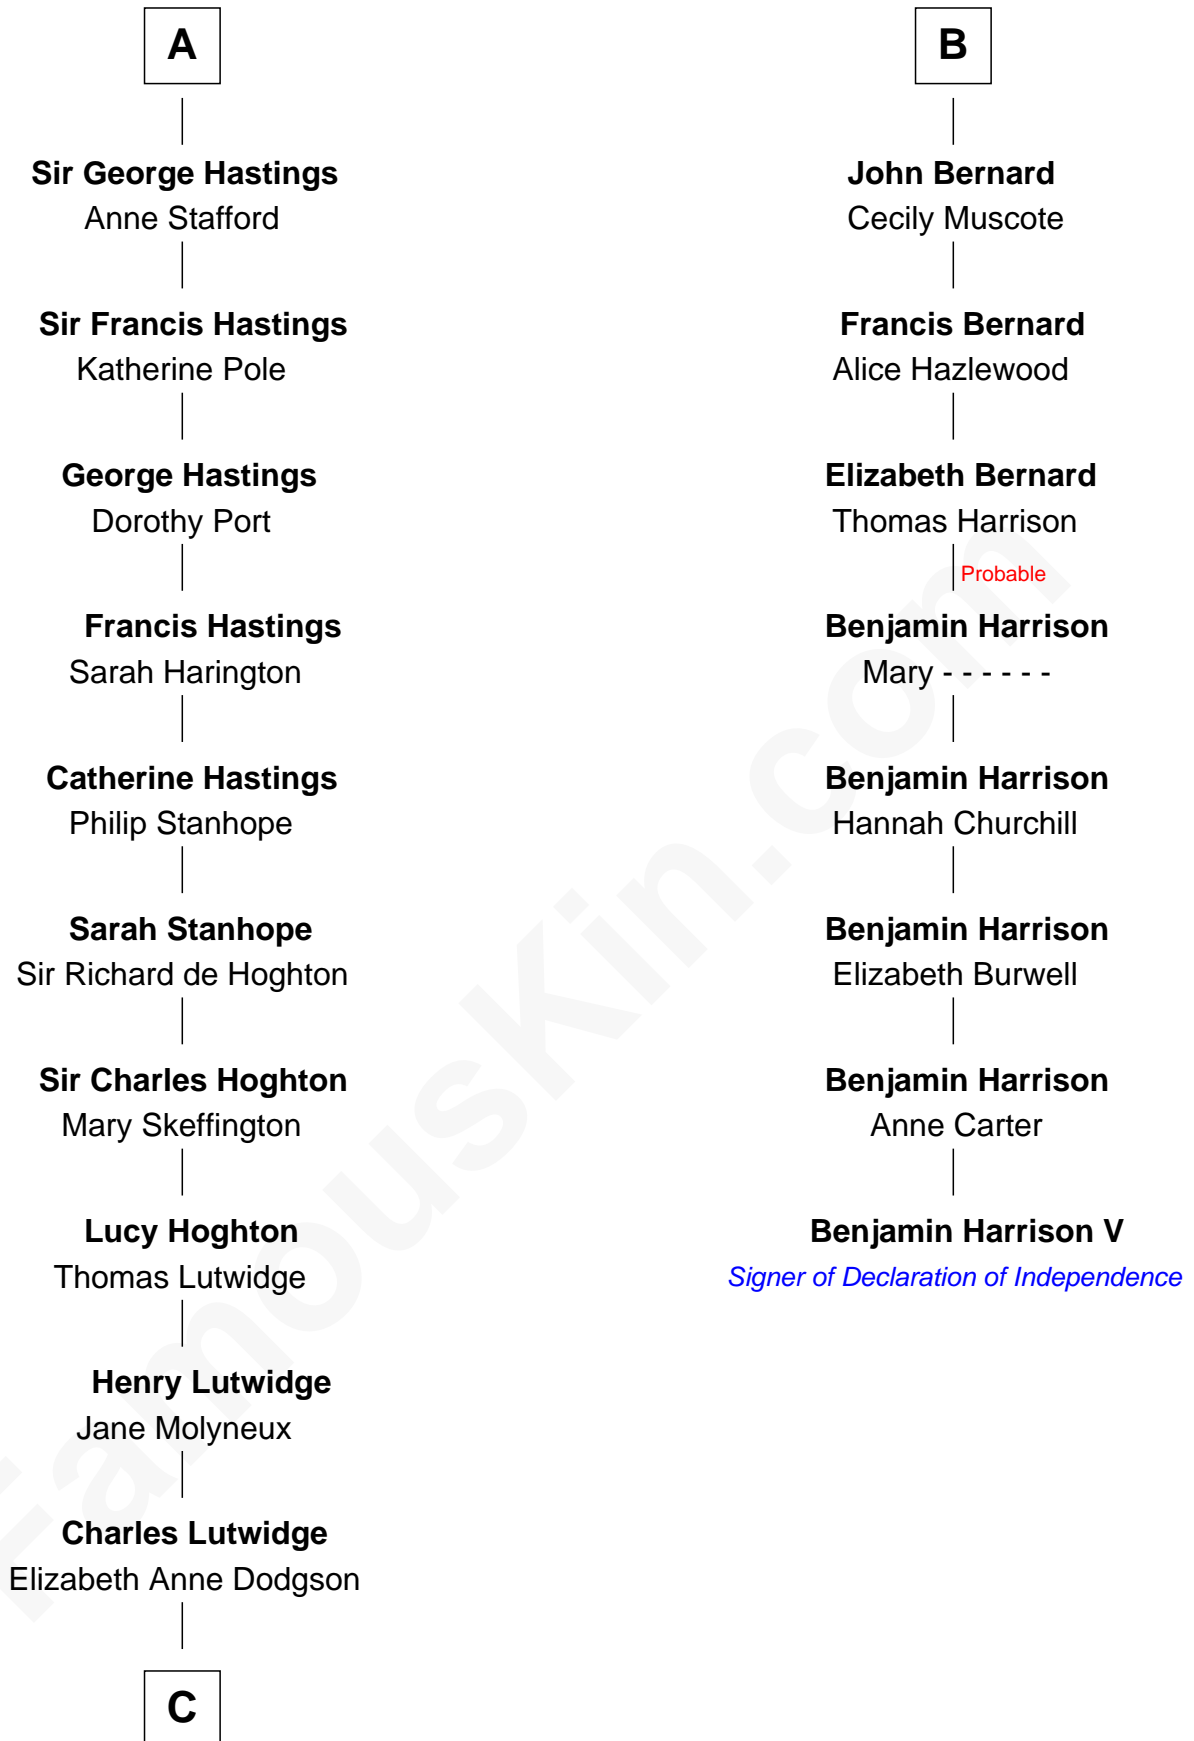 A
Sir George Hastings
Anne Stafford
Sir Francis Hastings
Katherine Pole
George Hastings
Dorothy Port
Francis Hastings
Sarah Harington
Catherine Hastings
Philip Stanhope
Sarah Stanhope
Sir Richard de Hoghton
Sir Charles Hoghton
Mary Skeffington
Lucy Hoghton
Thomas Lutwidge
Henry Lutwidge
Jane Molyneux
Charles Lutwidge
Elizabeth Anne Dodgson
C
B
John Bernard
Cecily Muscote
Francis Bernard
Alice Hazlewood
Elizabeth Bernard
Thomas Harrison
Probable
Benjamin Harrison
Mary - - - - - -
Benjamin Harrison
Hannah Churchill
Benjamin Harrison
Elizabeth Burwell
Benjamin Harrison
Anne Carter
Benjamin Harrison V
Signer of Declaration of Independence
FamousKin.com